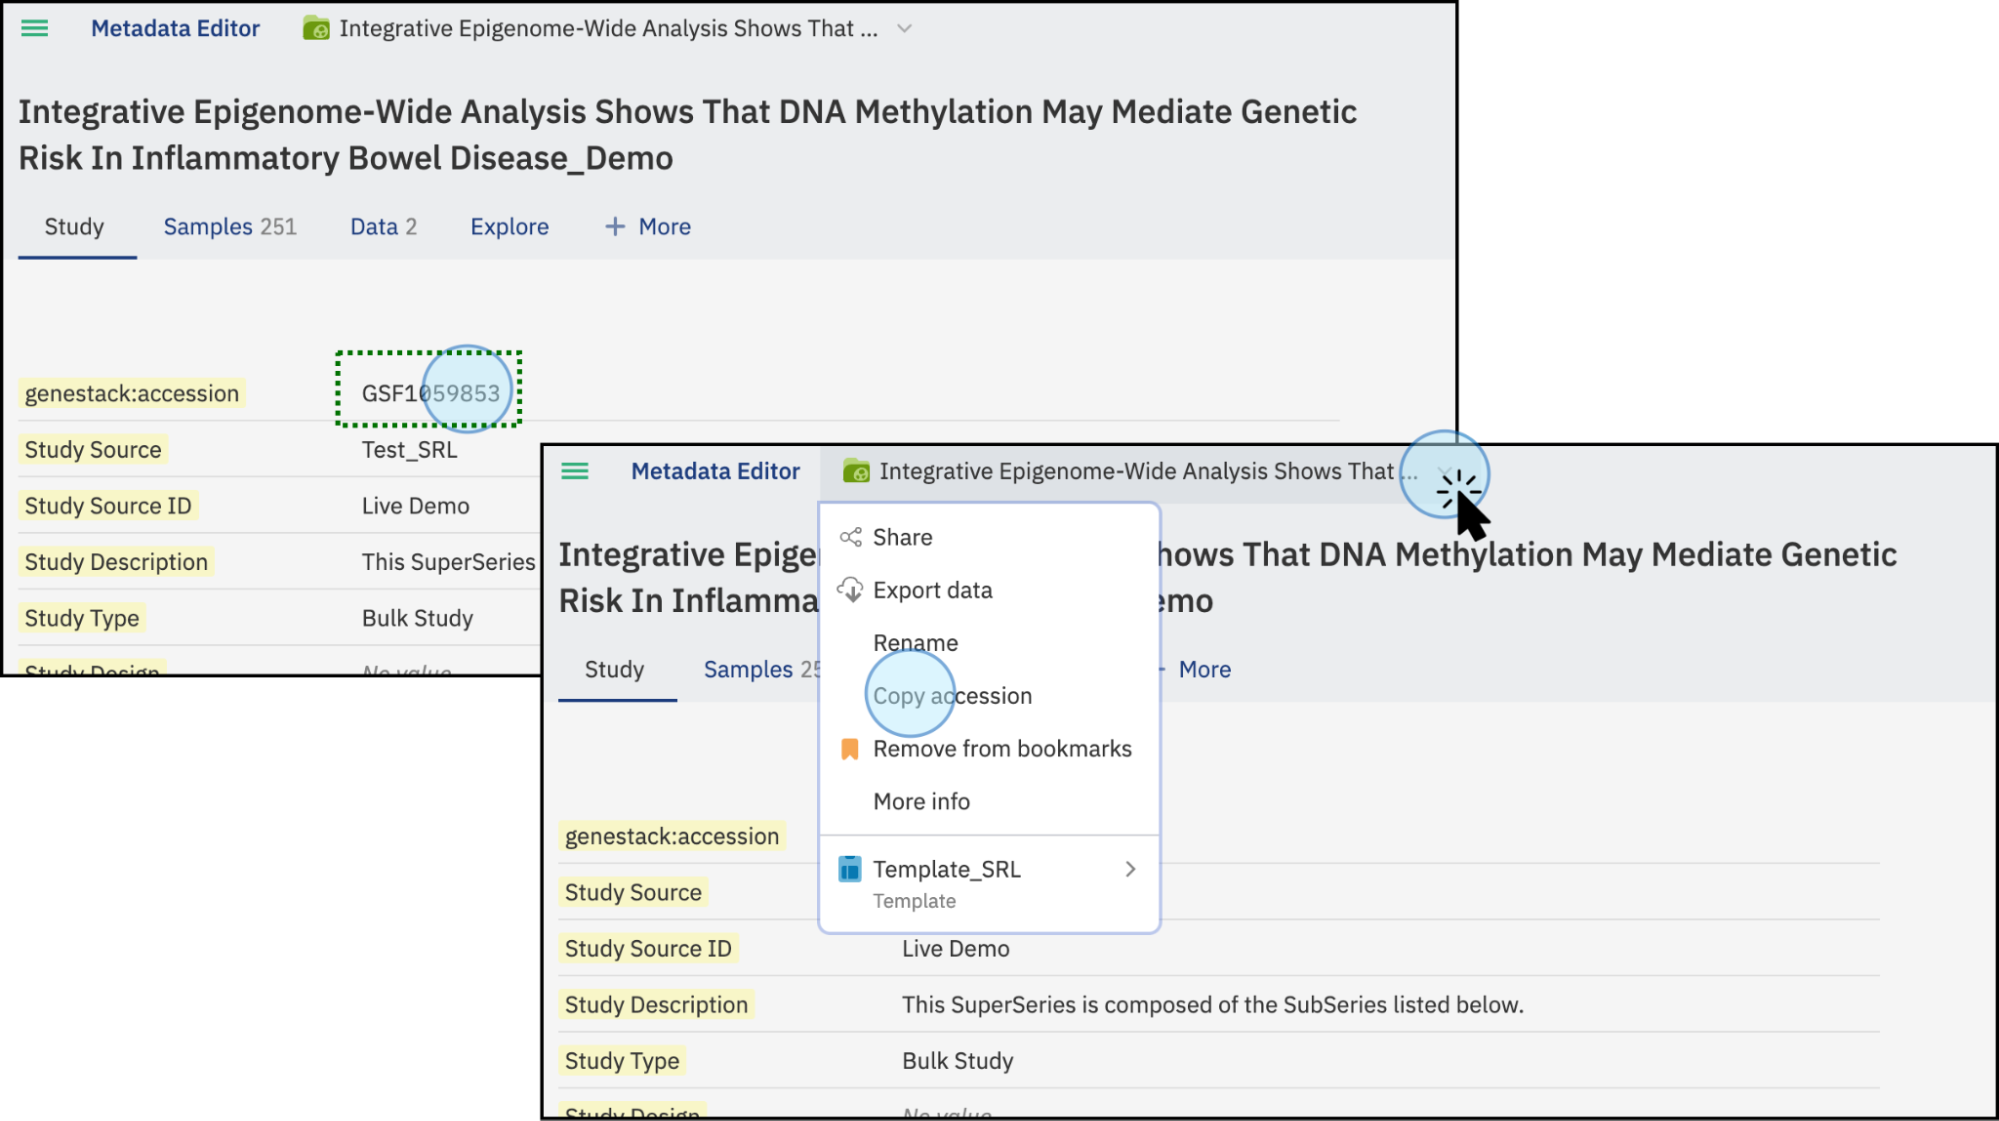 Metadata Editor Integrative Epigenome-Wide Analysis Shows That ...
Integrative Epigenome-Wide Analysis Shows That DNA Methylation May Mediate Genetic
Risk In Inflammatory Bowel Disease_Demo
Study Samples 251 Data 2 Explore + More
genestack:accession GSF1059853
Study Source Test_SRL
Study Source ID Live Demo
Study Description This SuperSeries
Study Type Bulk Study
Study Design No value
Metadata Editor Integrative Epigenome-Wide Analysis Shows That ...
Integrative Epige hows That DNA Methylation May Mediate Genetic
Risk In Inflamma emo
Study Samples 25 More
Share
Export data
Rename
Copy accession
Remove from bookmarks
More info
Template_SRL
Template
genestack:accession
Study Source
Study Source ID Live Demo
Study Description This SuperSeries is composed of the SubSeries listed below.
Study Type Bulk Study
Study Design No value